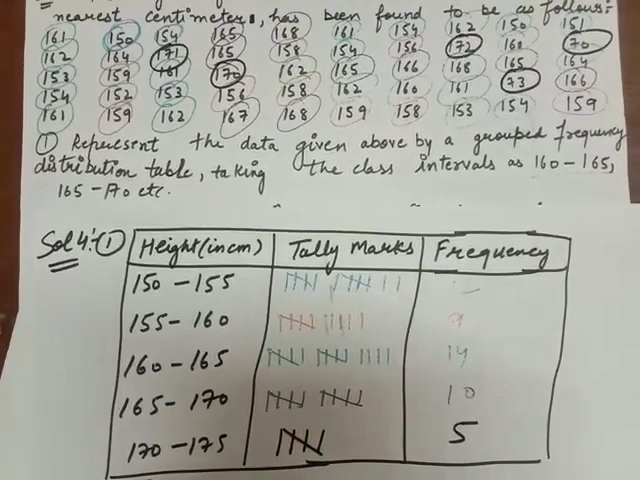 nearest centimeters, has been found to be as follows:
161 150 154 165 168 161 154 162 150 151
162 164 171 165 158 154 156 172 160 70
153 159 161 170 162 165 166 168 165 164
154 152 153 156 158 162 160 161 73 166
161 159 162 167 168 159 158 153 154 159
① Represent the data given above by a grouped frequency
distribution table, taking the class intervals as 160-165,
165-170 etc.
Sol 4:-① Height (in cm) Tally Marks Frequency
150-155
155-160 9
160-165 14
165-170 10
170-175 5